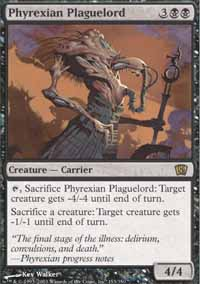 Phyrexian Plaguelord 3
Creature — Carrier
, Sacrifice Phyrexian Plaguelord: Target
creature gets -4/-4 until end of turn.
Sacrifice a creature: Target creature gets
-1/-1 until end of turn.
"The final stage of the illness: delirium,
convulsions, and death."
—Phyrexian progress notes
Kev Walker
4/4